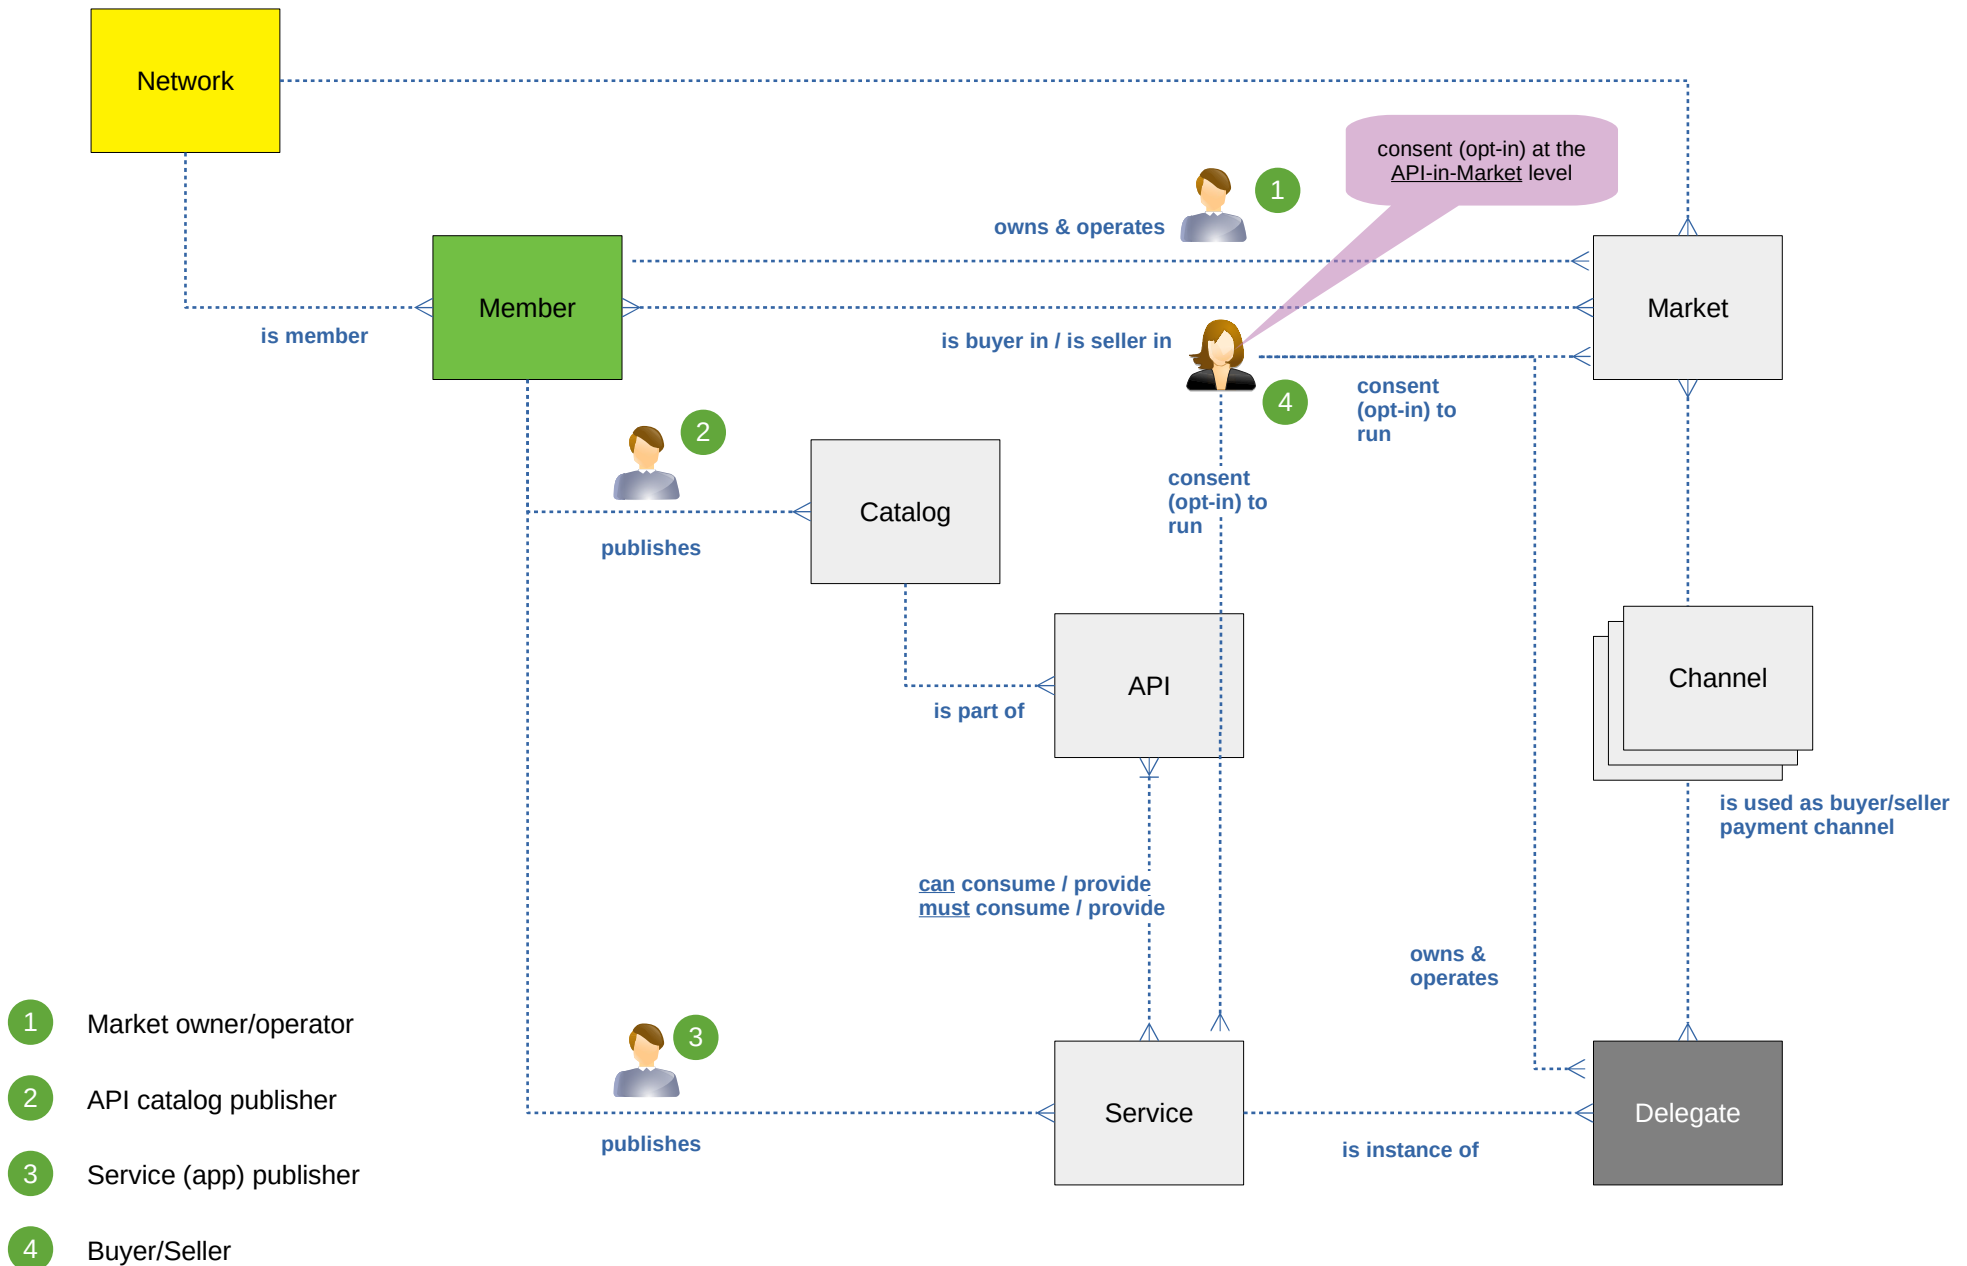 Network
consent (opt-in) at the
API-in-Market level
1
owns & operates
Member
Market
is member
is buyer in / is seller in
4
consent
(opt-in) to
run
2
consent
(opt-in) to
run
Catalog
publishes
API
is part of
Channel
is used as buyer/seller
payment channel
can consume / provide
must consume / provide
owns &
operates
3
Service
Delegate
publishes
is instance of
1 Market owner/operator
2 API catalog publisher
3 Service (app) publisher
4 Buyer/Seller